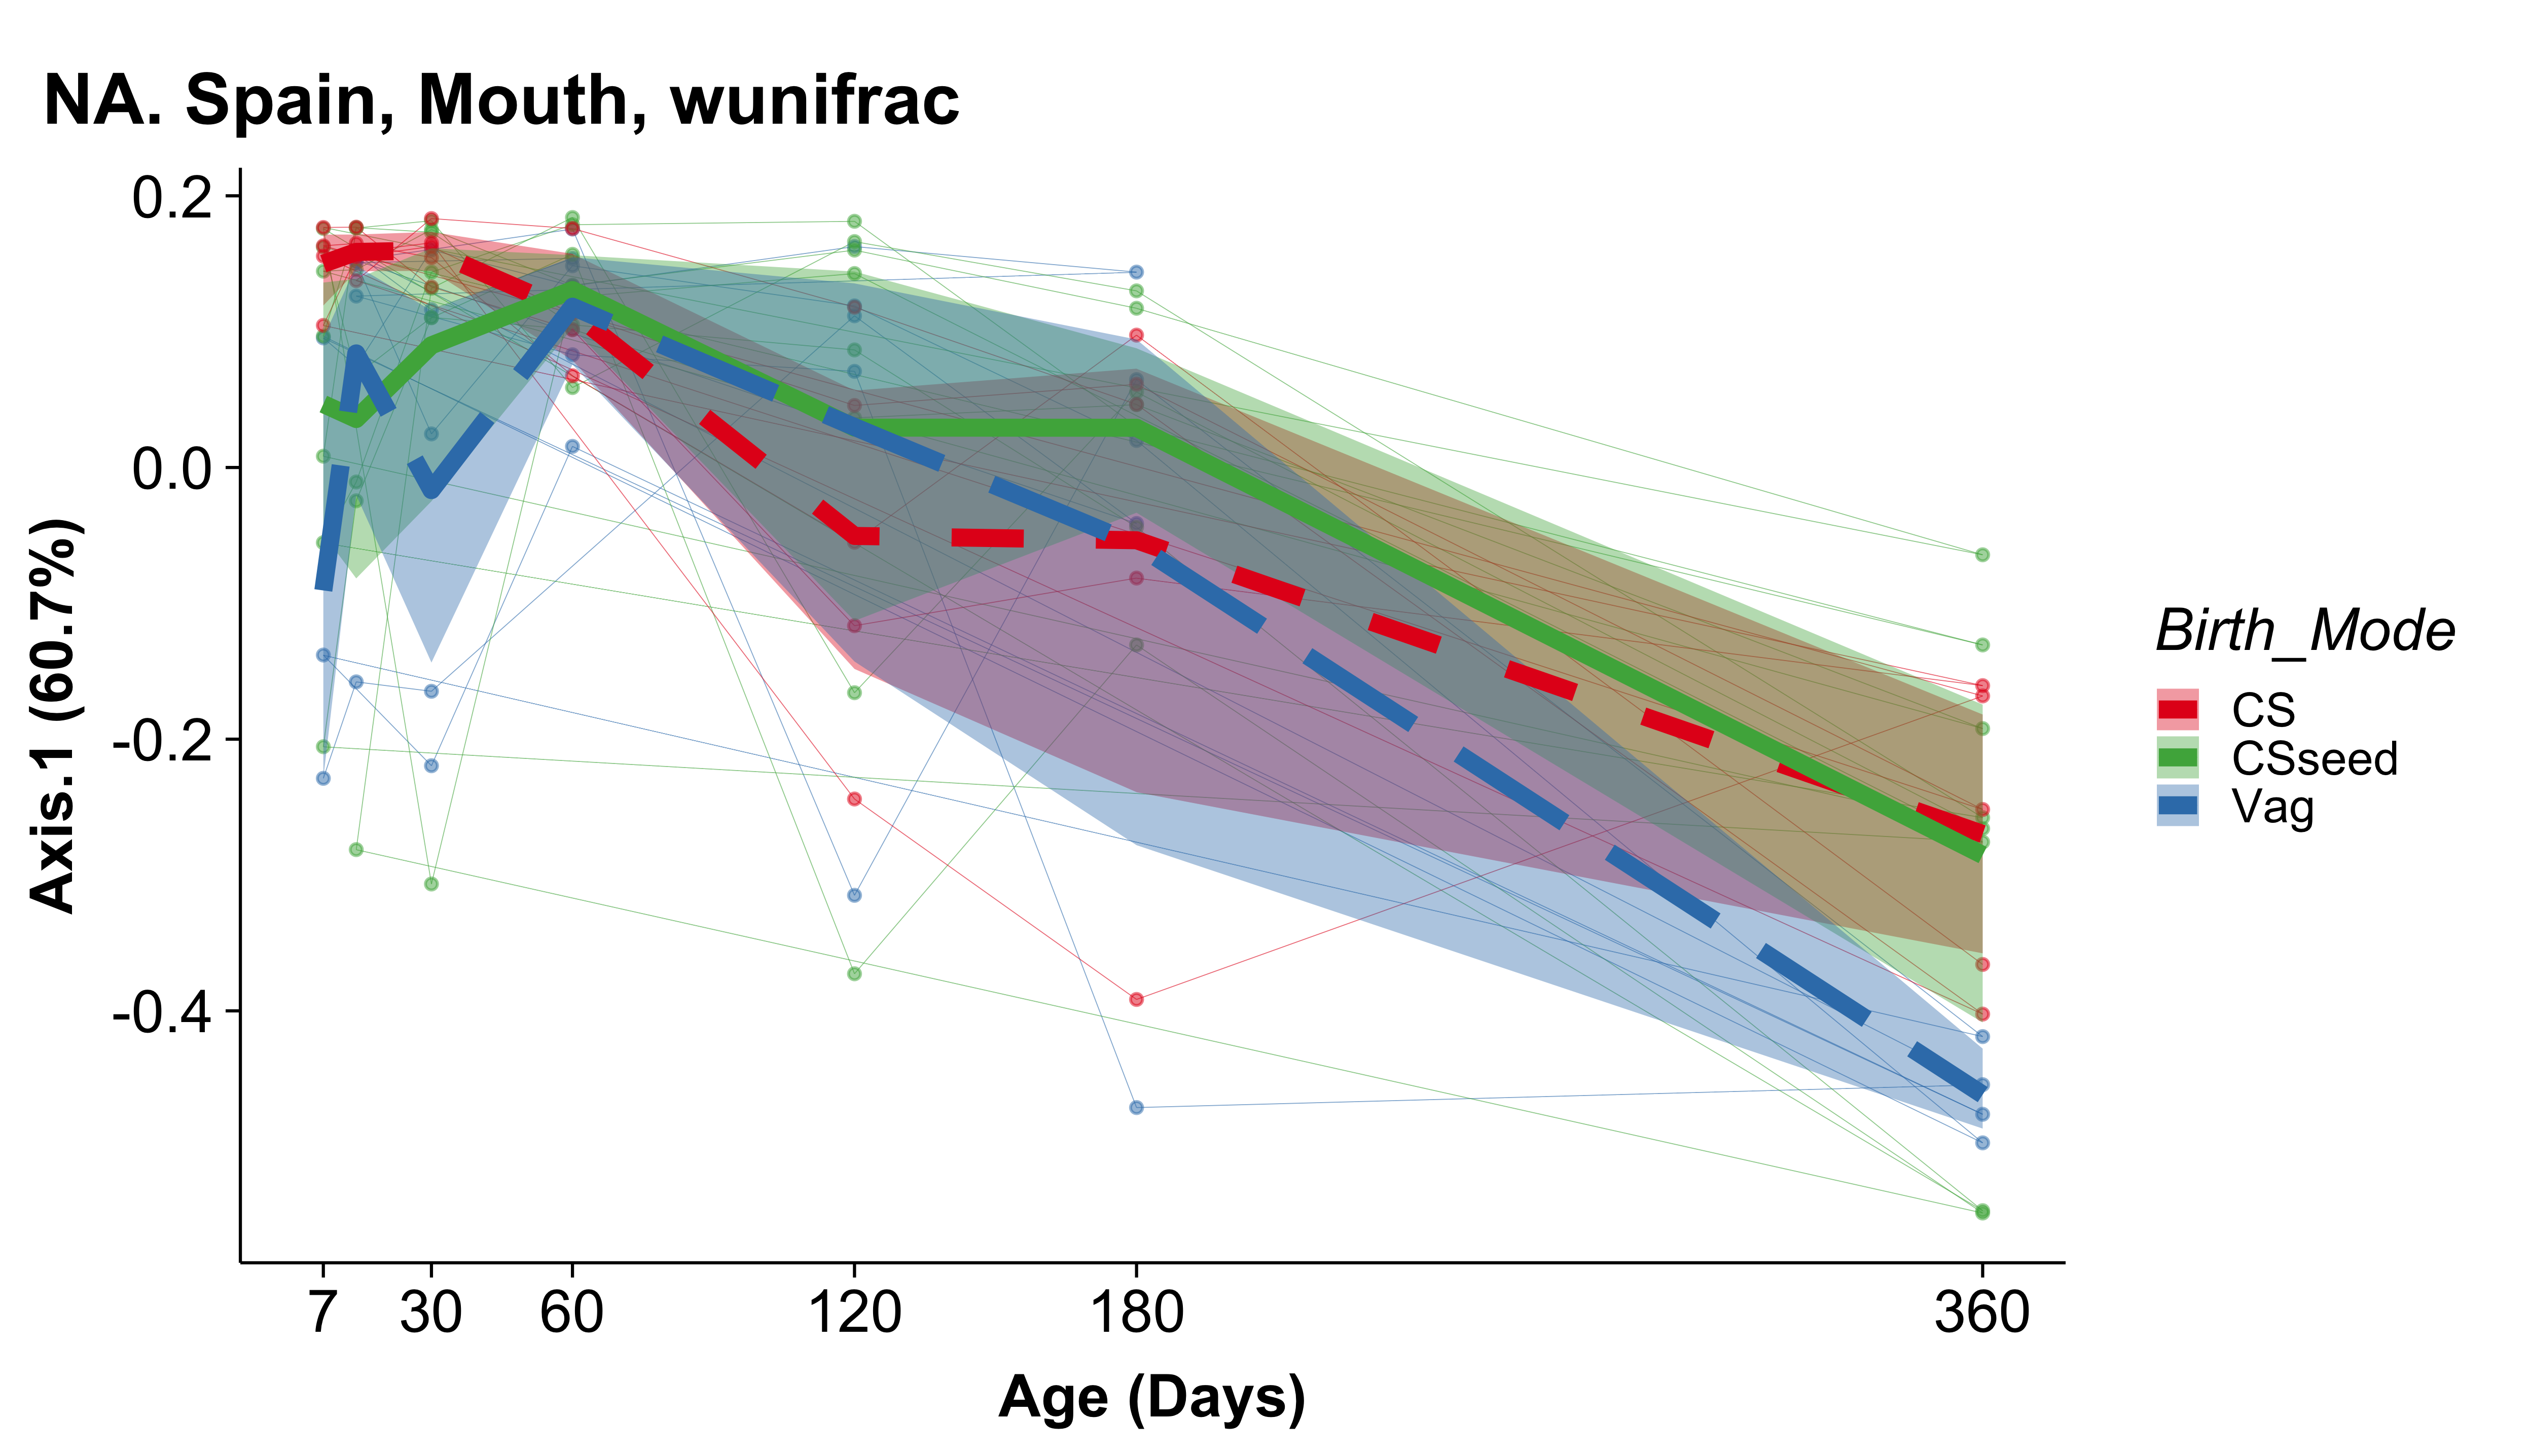 NA. Spain, Mouth, wunifrac
Axis.1 (60.7%)
0.2
0.0
-0.2
-0.4
7 30 60 120 180 360
Age (Days)
Birth_Mode
CS
CSseed
Vag